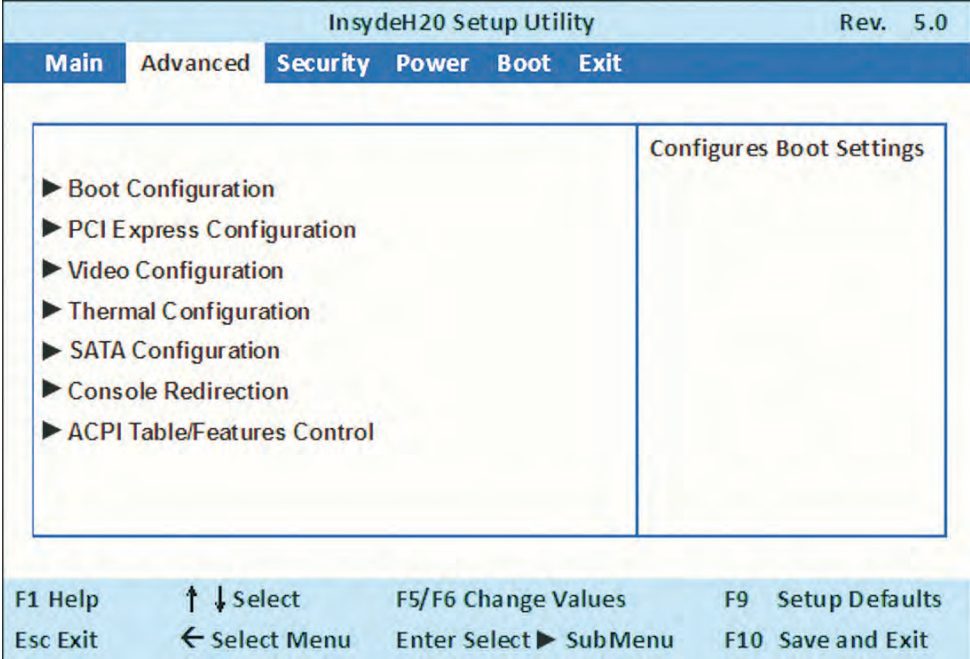 InsydeH20 Setup Utility Rev. 5.0
Main Advanced Security Power Boot Exit
Configures Boot Settings
▶ Boot Configuration
▶ PCI Express Configuration
▶ Video Configuration
▶ Thermal Configuration
▶ SATA Configuration
▶ Console Redirection
▶ ACPI Table/Features Control
F1 Help ↑ ↓ Select F5/F6 Change Values F9 Setup Defaults
Esc Exit ← Select Menu Enter Select ▶ SubMenu F10 Save and Exit